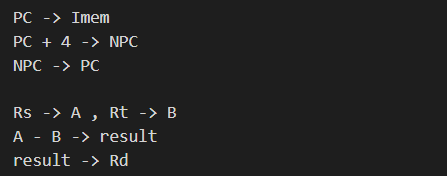 PC -> Imem
PC + 4 -> NPC
NPC -> PC
Rs -> A , Rt -> B
A - B -> result
result -> Rd